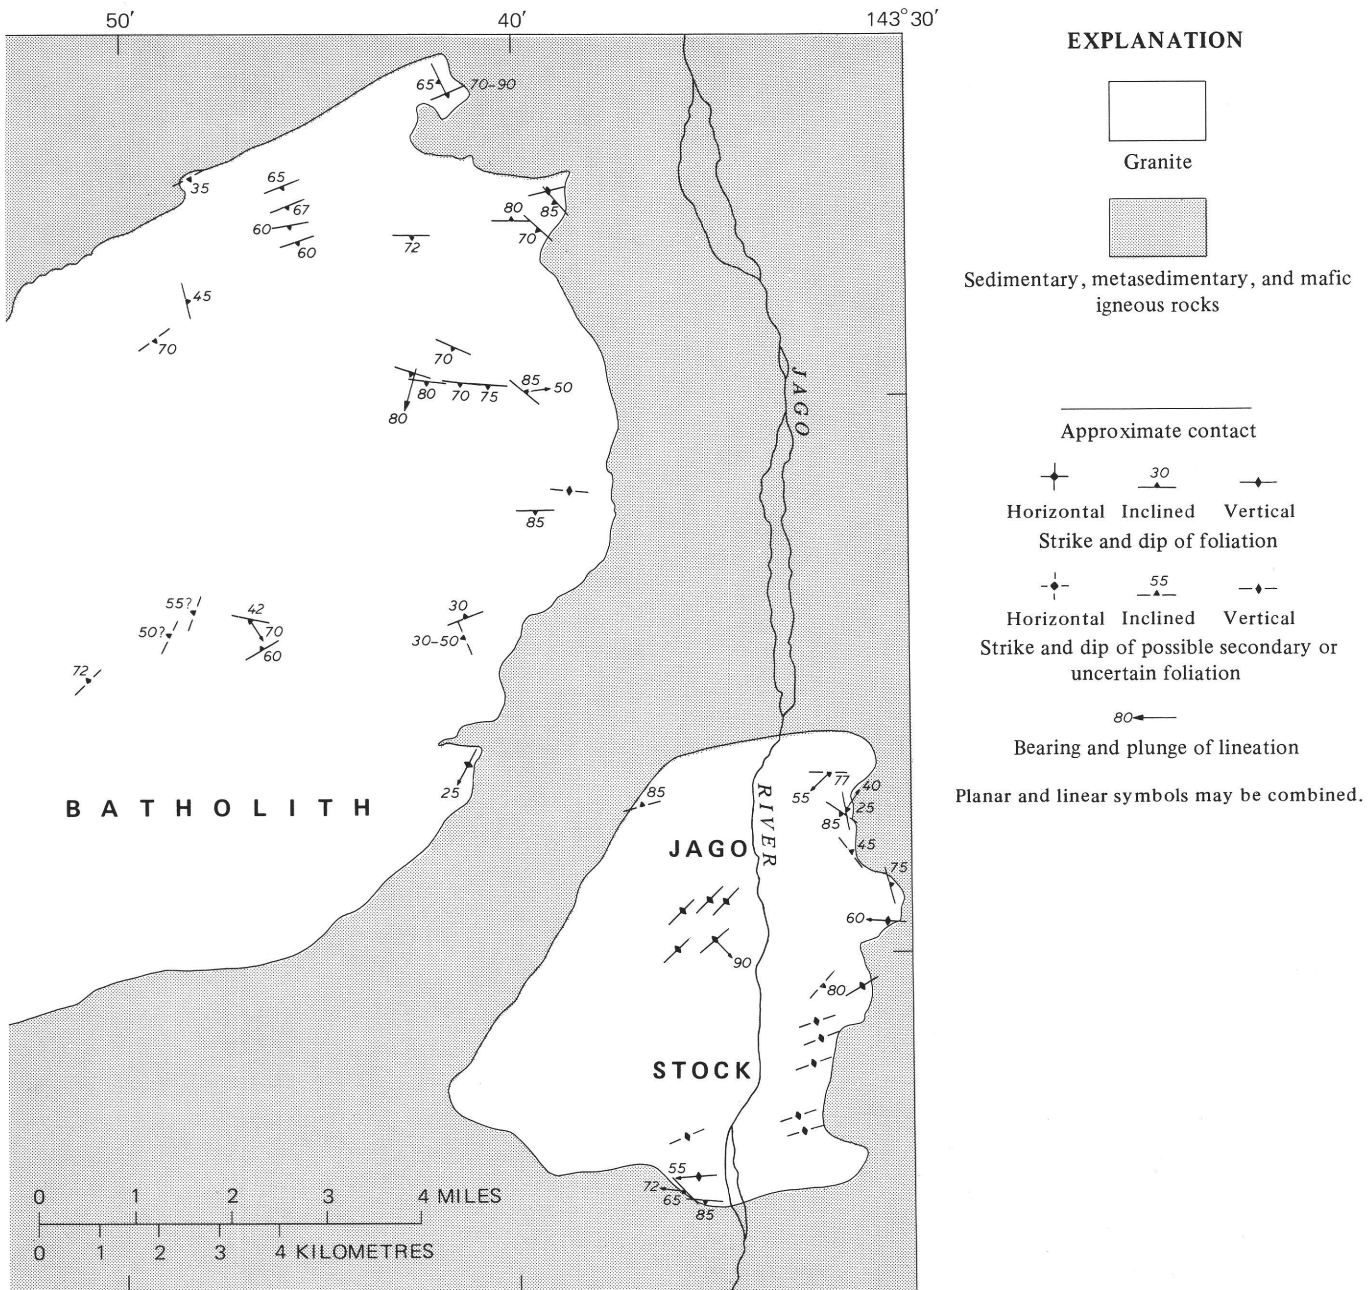 50′ 40′ 143°30′
65 70-90
35
65
67
60
60
72
80
85
70
45
70
70
80
80
70
75
85
50
85
55?
50?
72
42
70
60
30
30-50
25
BATHOLITH
JAGO
RIVER
85
JAGO
77
55
40
25
85
45
75
60
90
80
STOCK
55
72
65
85
0 1 2 3 4 MILES
0 1 2 3 4 KILOMETRES
EXPLANATION
Granite
Sedimentary, metasedimentary, and mafic
igneous rocks
Approximate contact
30
Horizontal Inclined Vertical
Strike and dip of foliation
55
Horizontal Inclined Vertical
Strike and dip of possible secondary or
uncertain foliation
80
Bearing and plunge of lineation
Planar and linear symbols may be combined.